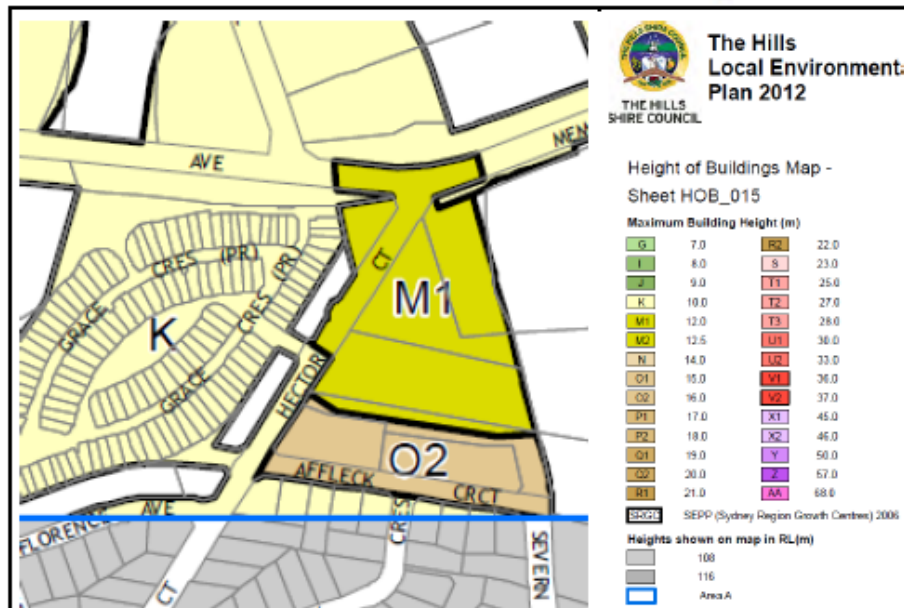 AVE
MEM
CRES (PR)
GRACE
CRES (PR)
GRACE
K
CT
M1
HECTOR
O2
AFFLECK
CRCT
FLORENCE
AVE
CRES
CT
SEVERN
THE HILLS SHIRE COUNCIL
THE HILLS
SHIRE COUNCIL
The Hills
Local Environmenta
Plan 2012
Height of Buildings Map -
Sheet HOB_015
Maximum Building Height (m)
G 7.0
I 8.0
J 9.0
K 10.0
M1 12.0
M2 12.5
N 14.0
O1 15.0
O2 16.0
P1 17.0
P2 18.0
Q1 19.0
Q2 20.0
R1 21.0
R2 22.0
S 23.0
T1 25.0
T2 27.0
T3 28.0
U1 30.0
U2 33.0
V1 36.0
V2 37.0
X1 45.0
X2 46.0
Y 50.0
Z 57.0
AA 68.0
SRGC SEPP (Sydney Region Growth Centres) 2006
Heights shown on map in RL(m)
108
116
Area A